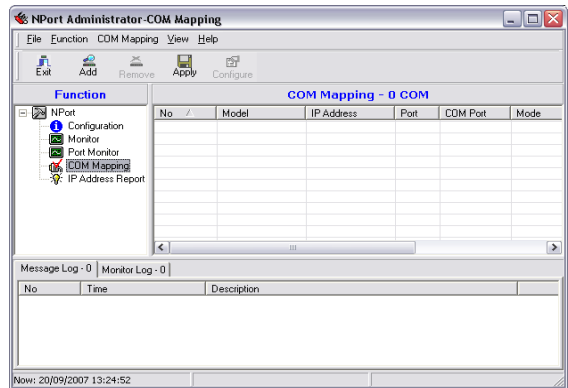 NPort Administrator-COM Mapping
File Function COM Mapping View Help
Exit Add Remove Apply Configure
Function
COM Mapping - 0 COM
NPort
Configuration
Monitor
Port Monitor
COM Mapping
IP Address Report
No Model IP Address Port COM Port Mode
Message Log - 0 Monitor Log - 0
No Time Description
Now: 20/09/2007 13:24:52